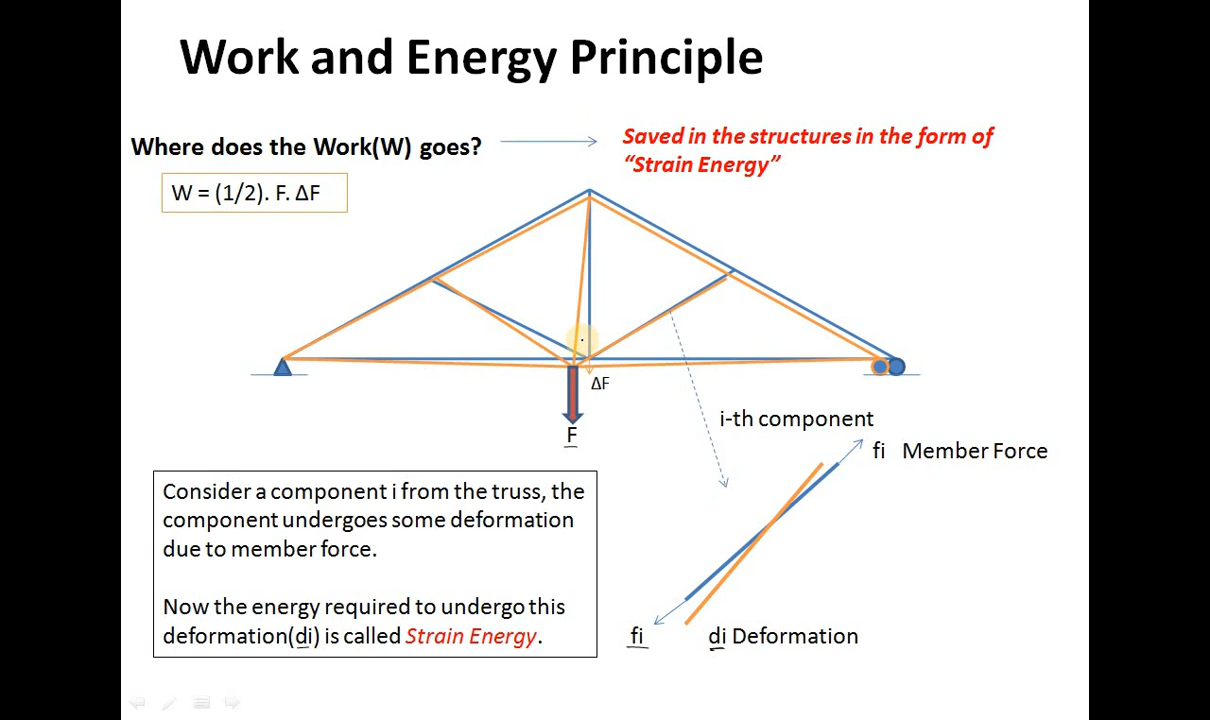 Work and Energy Principle
Where does the Work(W) goes?
Saved in the structures in the form of
“Strain Energy”
W = (1/2). F. ΔF
ΔF
F
i-th component
fi Member Force
Consider a component i from the truss, the
component undergoes some deformation
due to member force.
Now the energy required to undergo this
deformation(di) is called Strain Energy.
fi
di Deformation